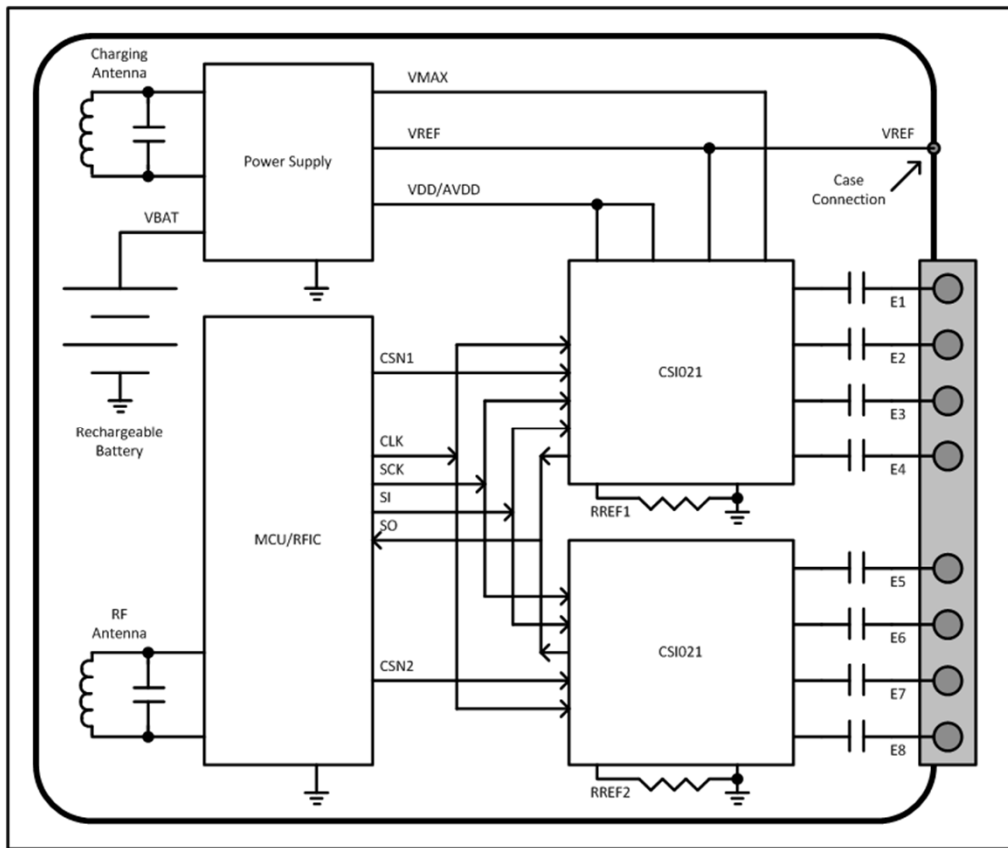 Charging
Antenna
VMAX
VREF
VREF
Power Supply
Case
Connection
VDD/AVDD
VBAT
E1
E2
CSN1
CSI021
E3
Rechargeable
Battery
CLK
E4
SCK
SI
RREF1
SO
MCU/RFIC
E5
RF
Antenna
E6
CSI021
CSN2
E7
E8
RREF2